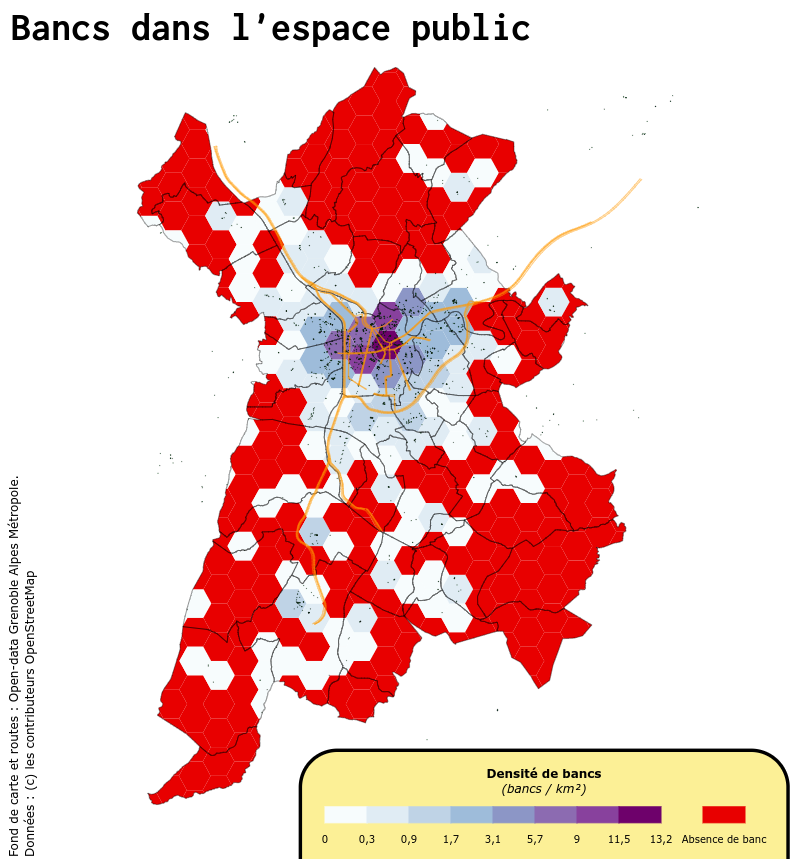 Bancs dans l’espace public
Fond de carte et routes : Open-data Grenoble Alpes Métropole.
Données : (c) les contributeurs OpenStreetMap
Densité de bancs
(bancs / km²)
0 0,3 0,9 1,7 3,1 5,7 9 11,5 13,2 Absence de banc